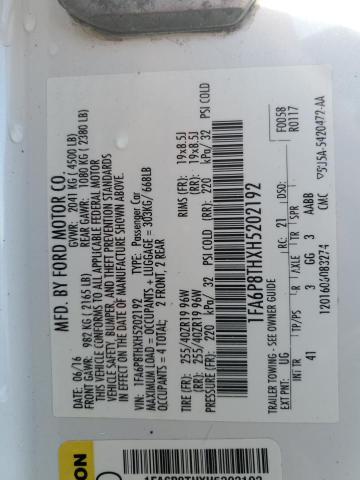 MFD. BY FORD MOTOR CO.
GVWR: 2041 KG ( 4500 LB)
06/16
FRONT GAWR: 982 KG ( 2165 LB)
REAR GAWR: 1080 KG ( 2380 LB)
THIS VEHICLE CONFORMS TO ALL APPLICABLE FEDERAL MOTOR
VEHICLE SAFETY, BUMPER, AND THEFT PREVENTION STANDARDS
IN EFFECT ON THE DATE OF MANUFACTURE SHOWN ABOVE.
VIN: 1FA6P8THXH5202192
TYPE: Passenger Car
MAXIMUM LOAD = OCCUPANTS + LUGGAGE = 303KG/ 668LB
OCCUPANTS = 4 TOTAL: 2 FRONT, 2 REAR
TIRE (FR): 255/40ZR19 96W
(RR): 255/40ZR19 96W
RIMS (FR): 19x8.5J
(RR): 19x8.5J
PRESSURE (FR): 220 kPa/ 32 PSI COLD
(RR): 220 kPa/ 32 PSI COLD
1FA6P8THXH5202192
F0058
R0117
TRAILER TOWING - SEE OWNER GUIDE
EXT PNT: UG RC: 21 DSO:
INT TR TP/PS R AXLE TR SPR
41 3 GG 3 AABB
12016060083274
1FA6P8THXH5202192